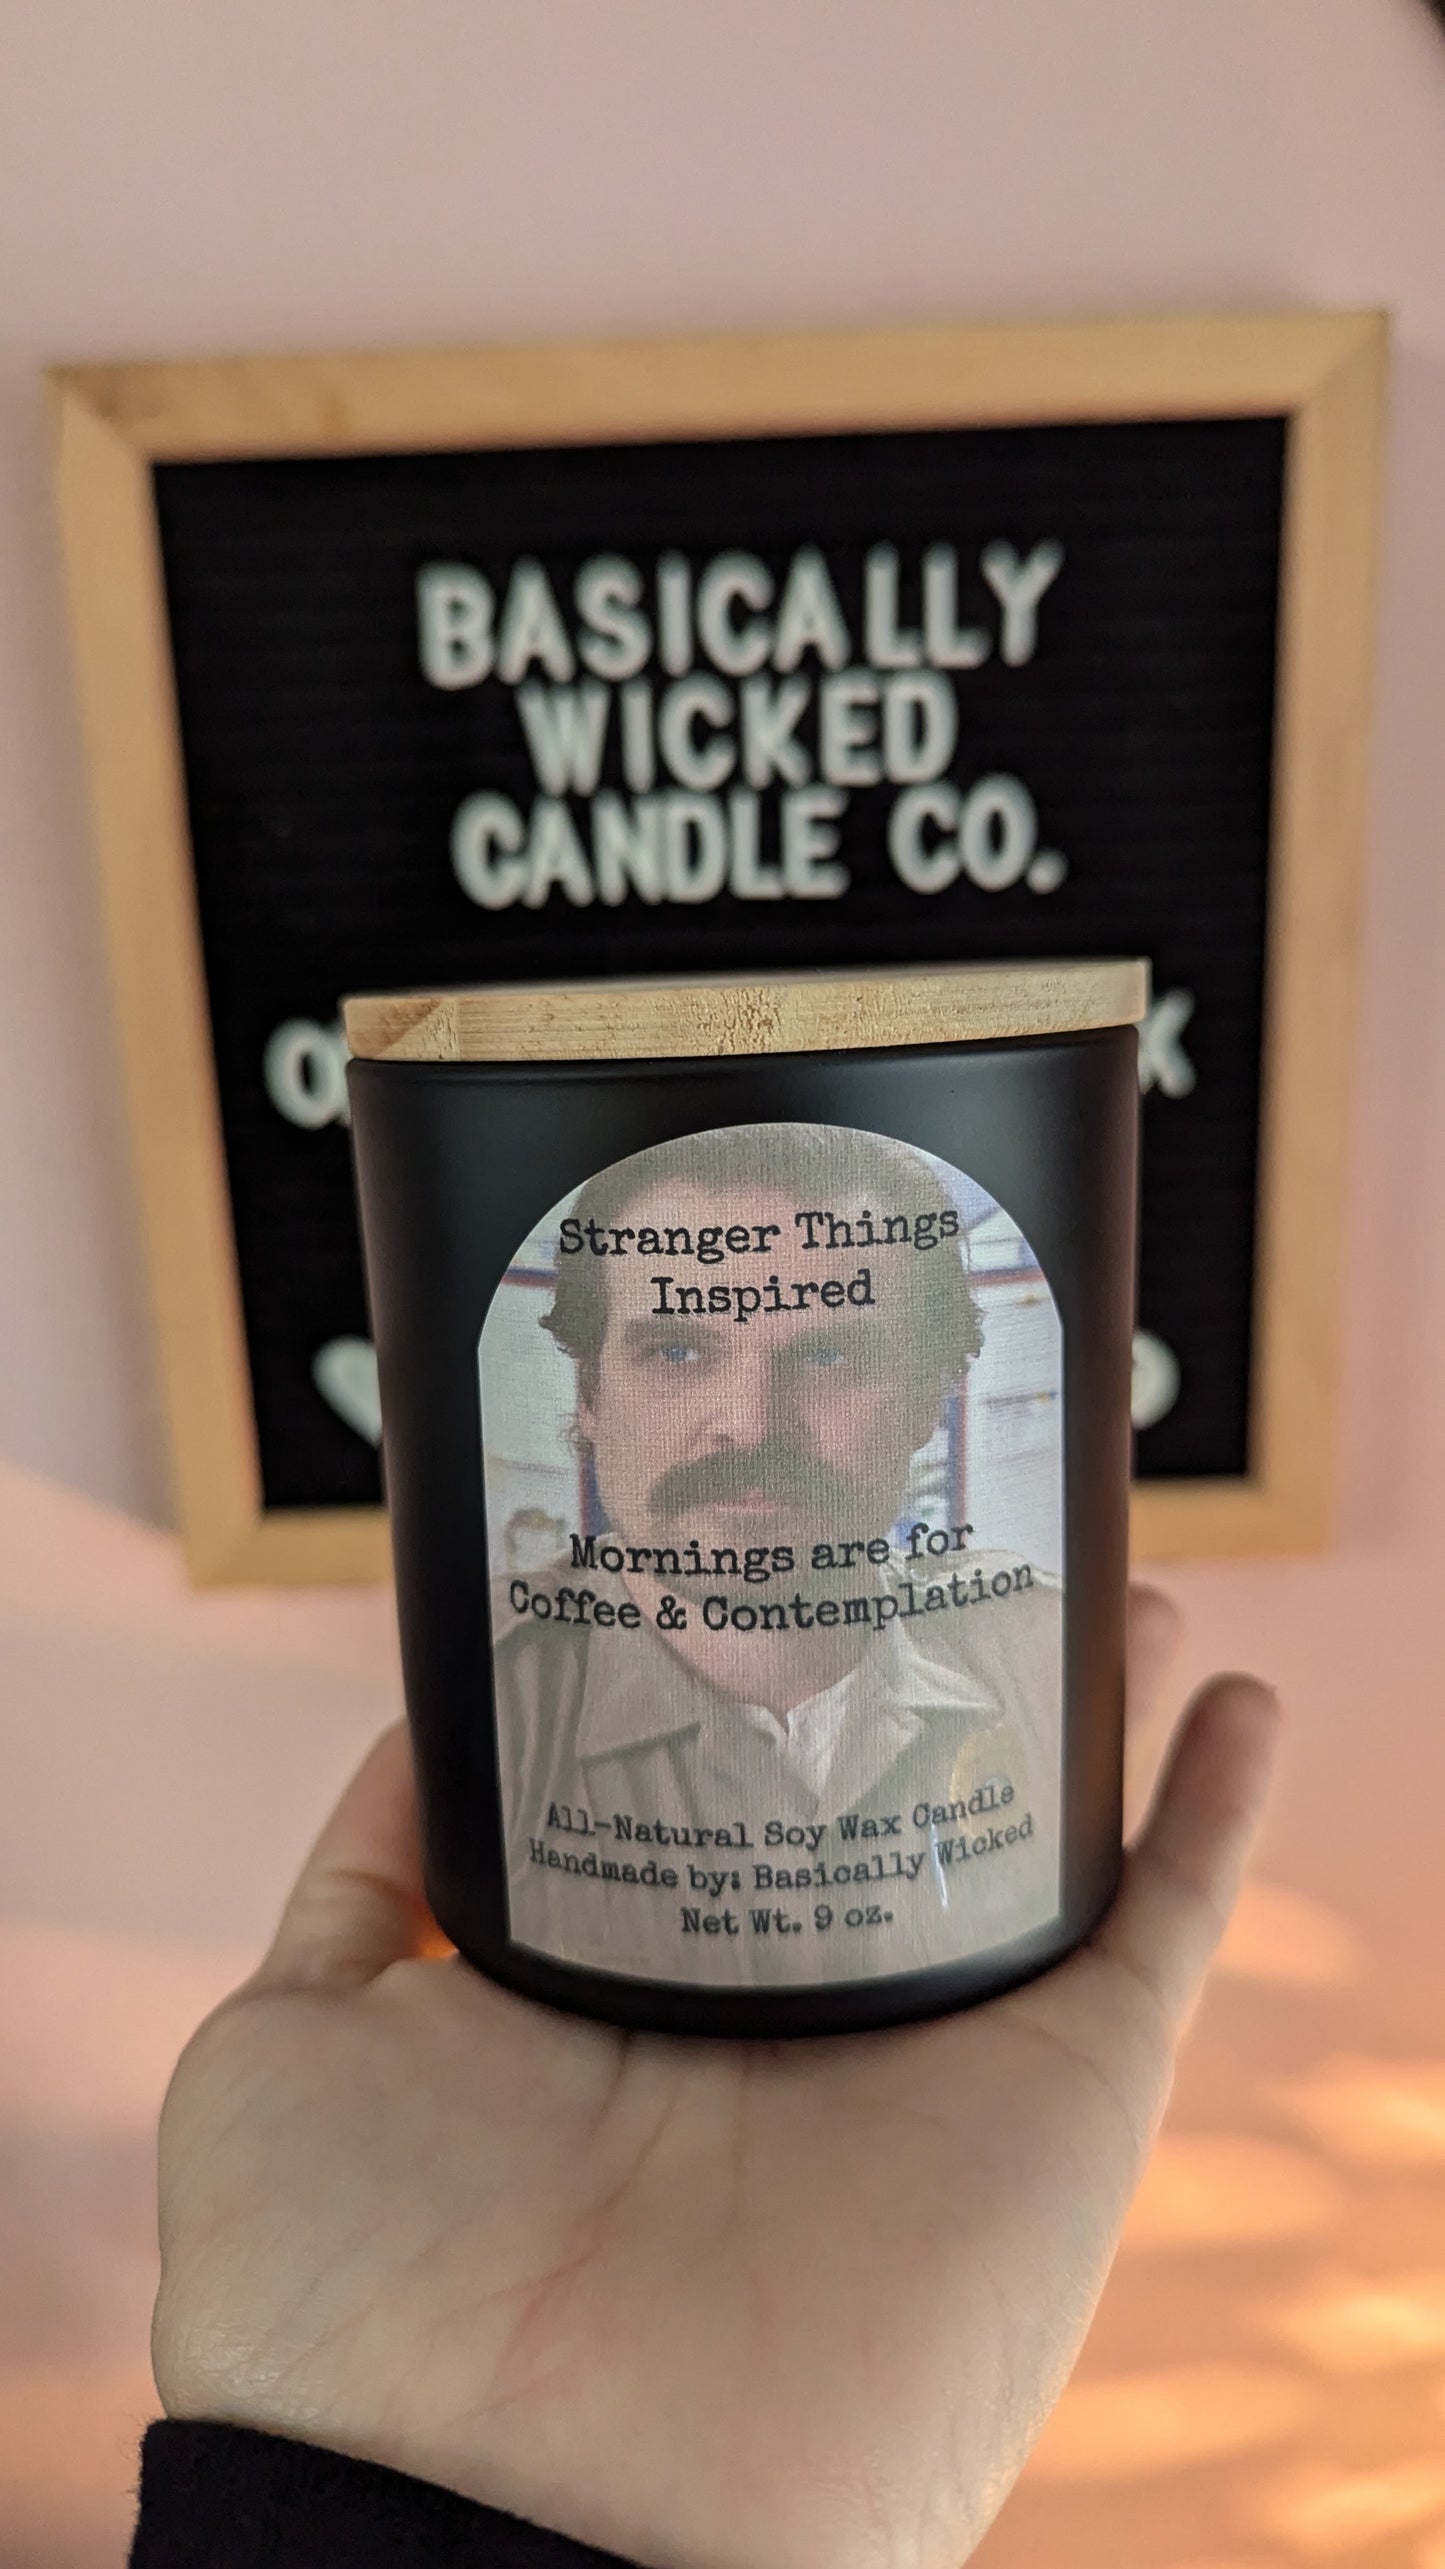 BASICALLY
WICKED
CANDLE CO.
Stranger Things
Inspired
Mornings are for
Coffee & Contemplation
All-Natural Soy Wax Candle
Handmade by: Basically Wicked
Net Wt. 9 oz.